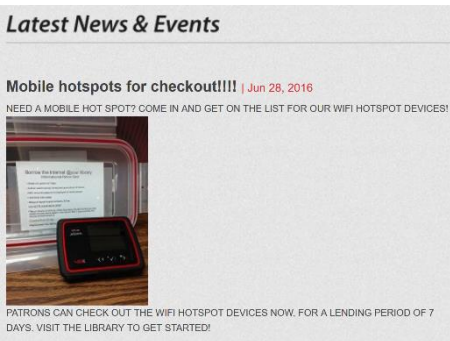 Latest News & Events
Mobile hotspots for checkout!!!! | Jun 28, 2016
NEED A MOBILE HOT SPOT? COME IN AND GET ON THE LIST FOR OUR WIFI HOTSPOT DEVICES!
PATRONS CAN CHECK OUT THE WIFI HOTSPOT DEVICES NOW. FOR A LENDING PERIOD OF 7
DAYS. VISIT THE LIBRARY TO GET STARTED!